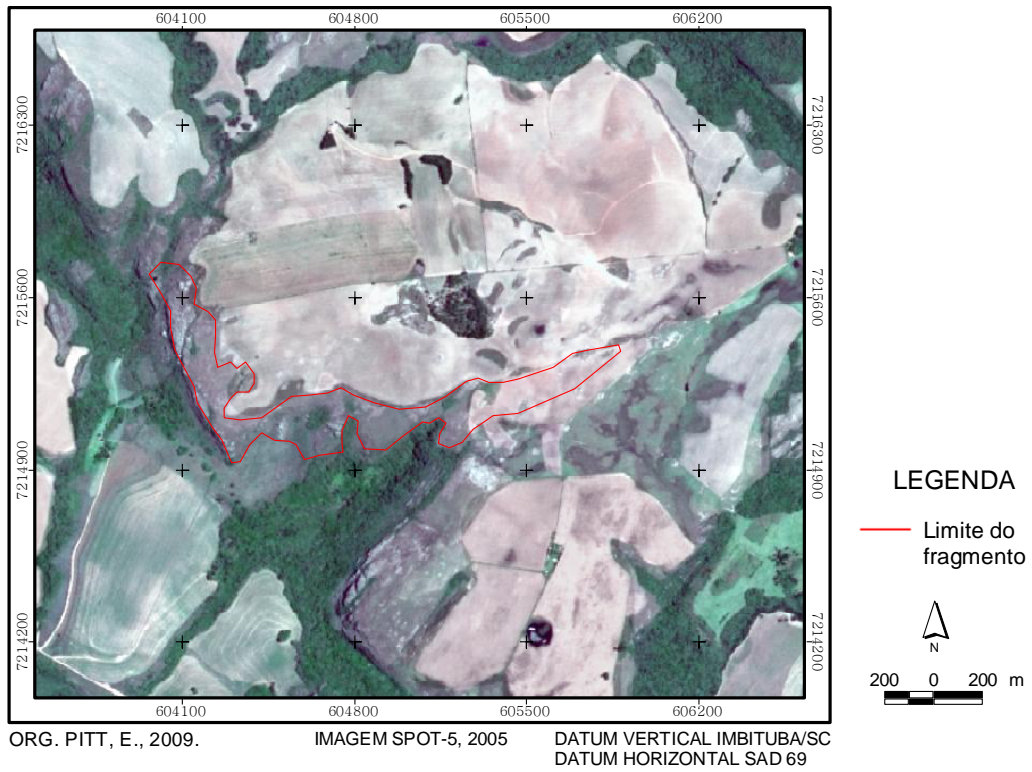 604100 604800 605500 606200
7216300 7216300
7215600 7215600
7214900 7214900
7214200 7214200
604100 604800 605500 606200
LEGENDA
Limite do
fragmento
N
200 0 200 m
ORG. PITT, E., 2009. IMAGEM SPOT-5, 2005 DATUM VERTICAL IMBITUBA/SC
DATUM HORIZONTAL SAD 69